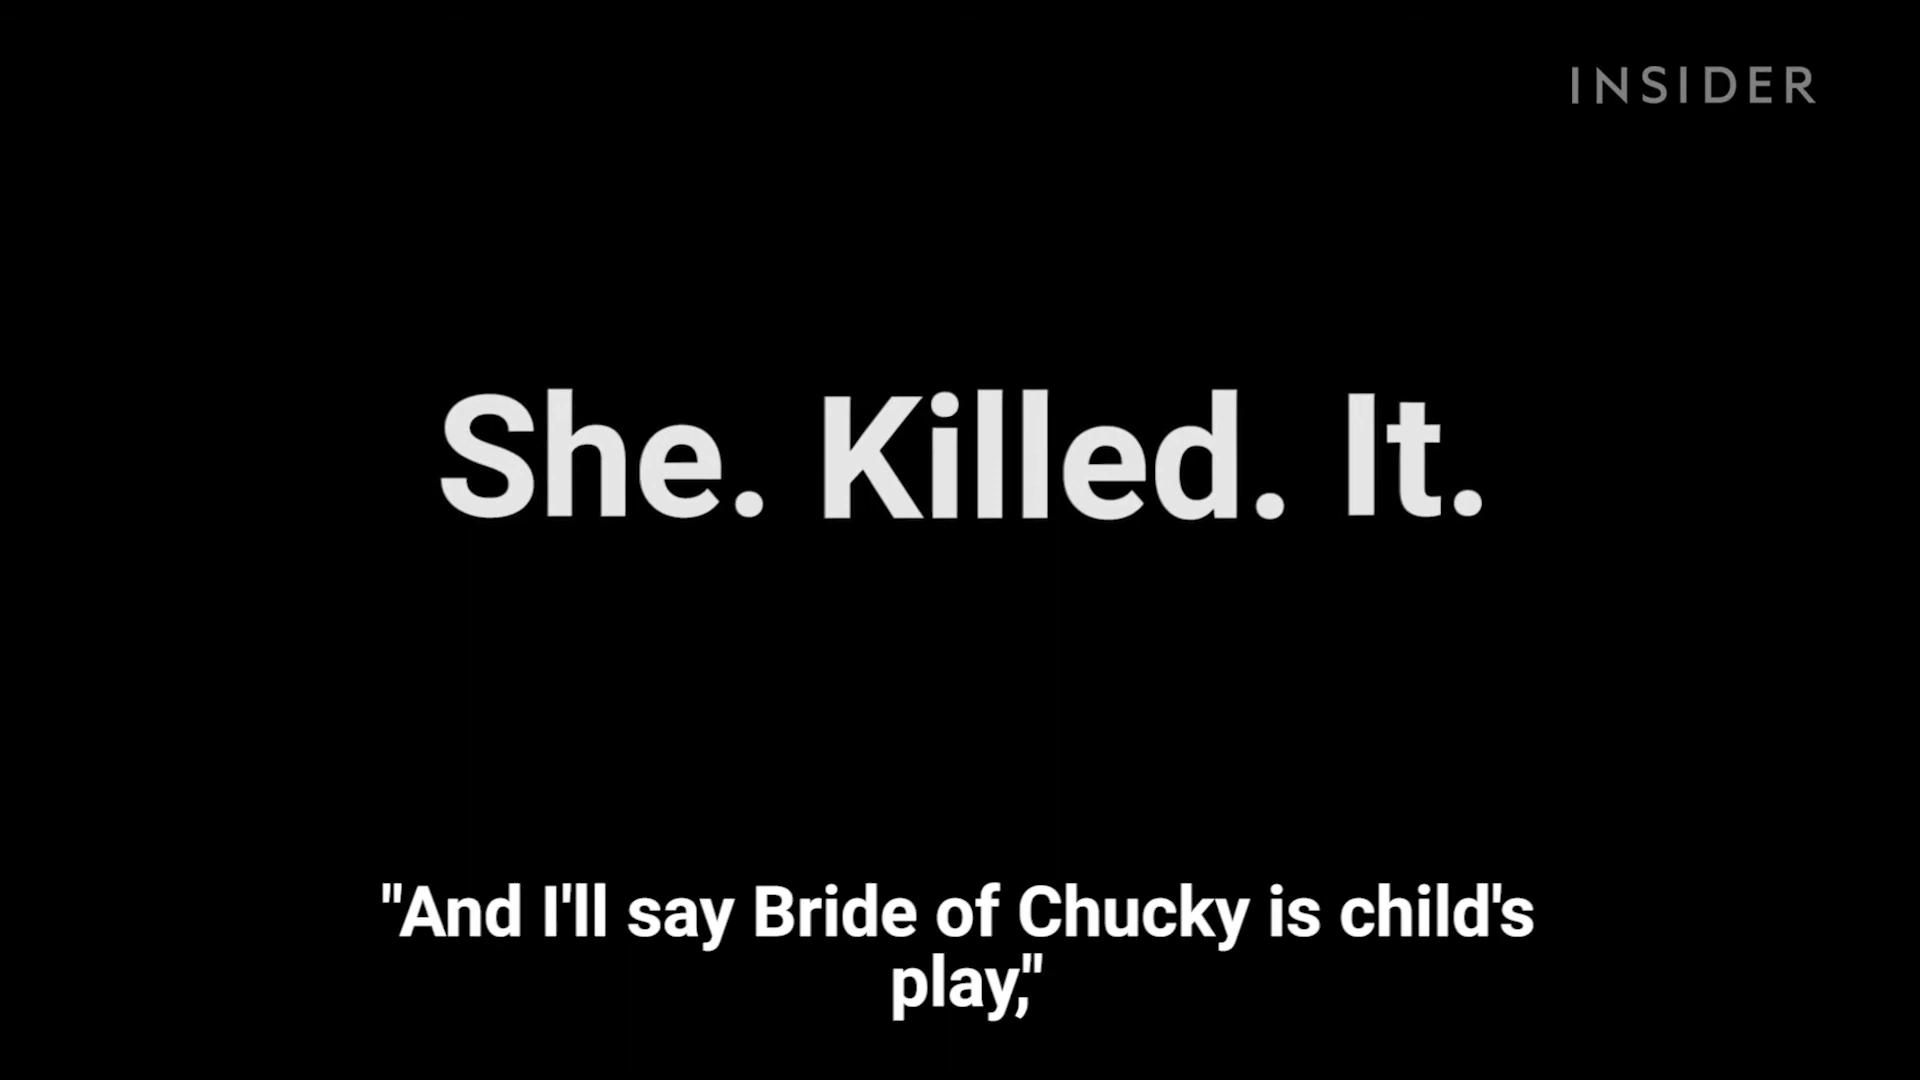 INSIDER
She. Killed. It.
"And I'll say Bride of Chucky is child's
play,"